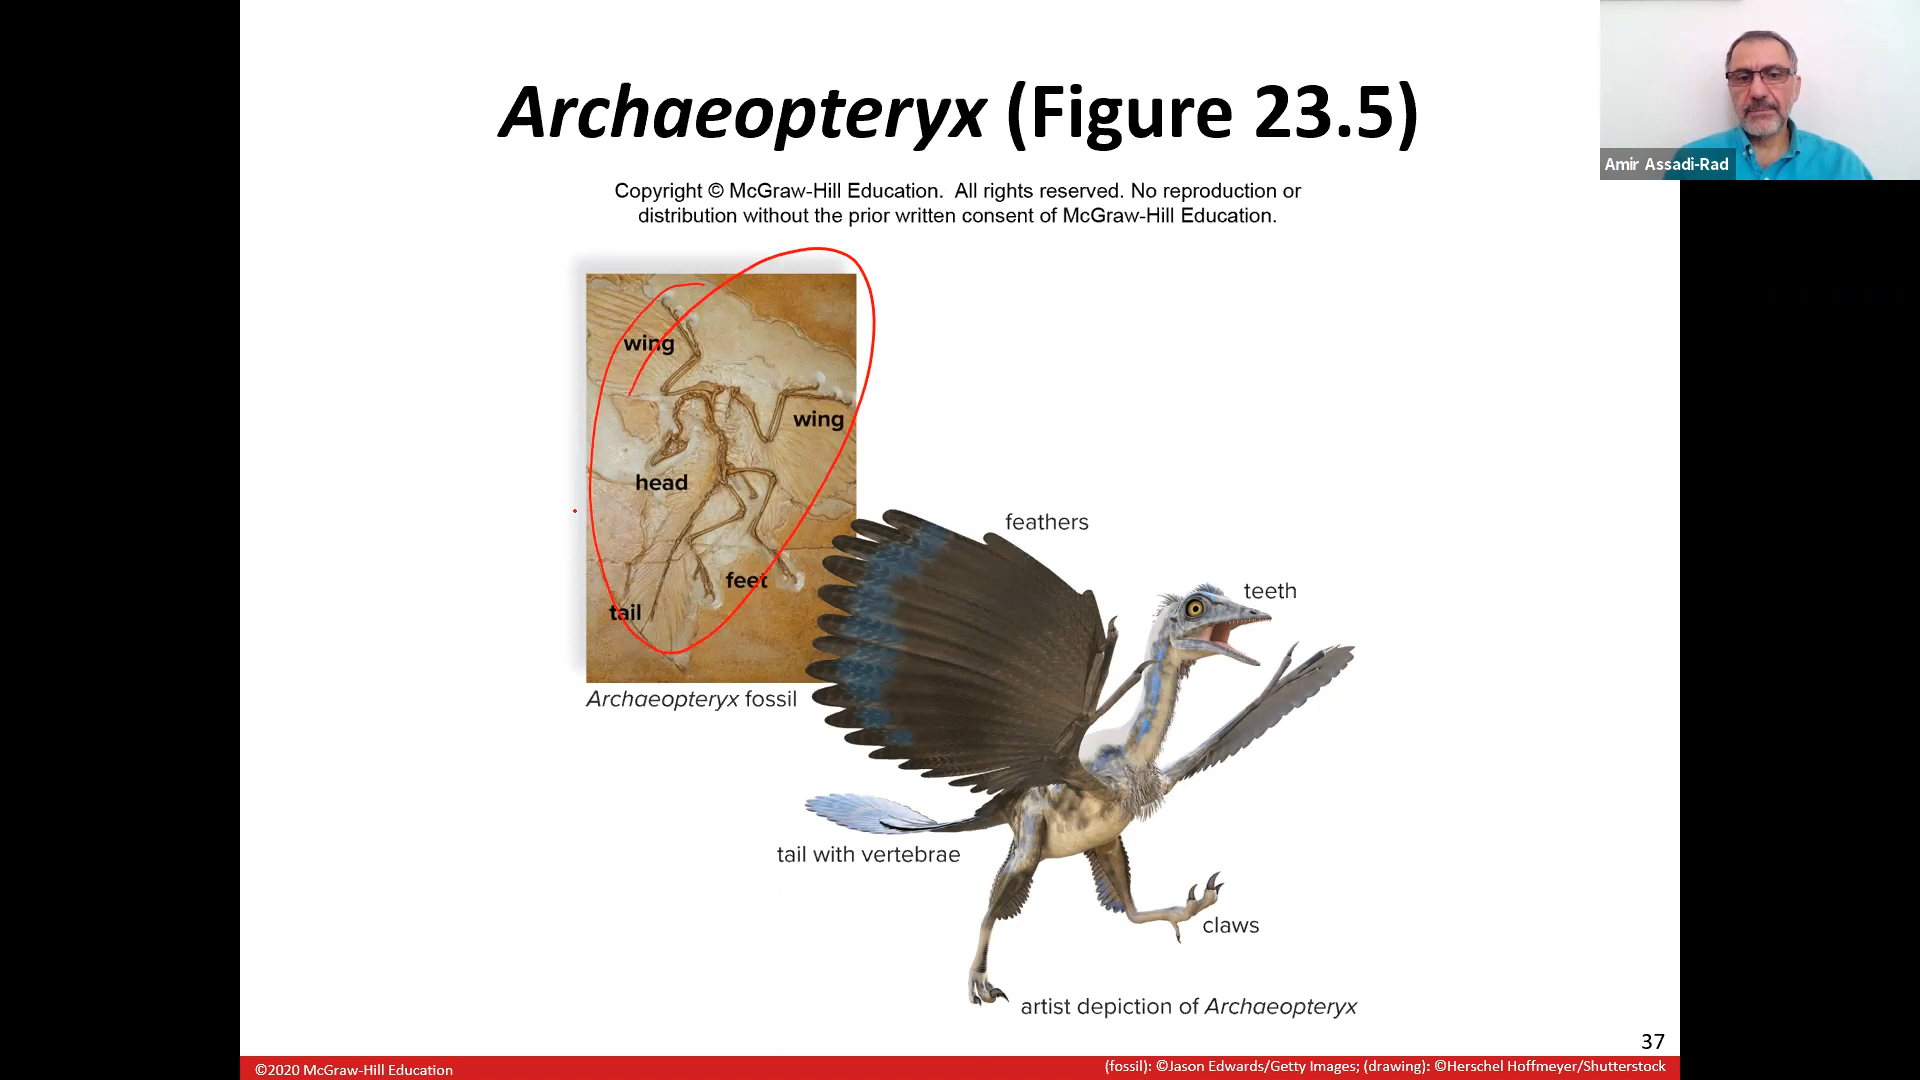 Archaeopteryx (Figure 23.5)
Amir Assadi-Rad
Copyright © McGraw-Hill Education.  All rights reserved. No reproduction or
distribution without the prior written consent of McGraw-Hill Education.
wing
wing
head
feet
tail
Archaeopteryx fossil
feathers
teeth
tail with vertebrae
claws
artist depiction of Archaeopteryx
37
©2020 McGraw-Hill Education
(fossil): ©Jason Edwards/Getty Images; (drawing): ©Herschel Hoffmeyer/Shutterstock